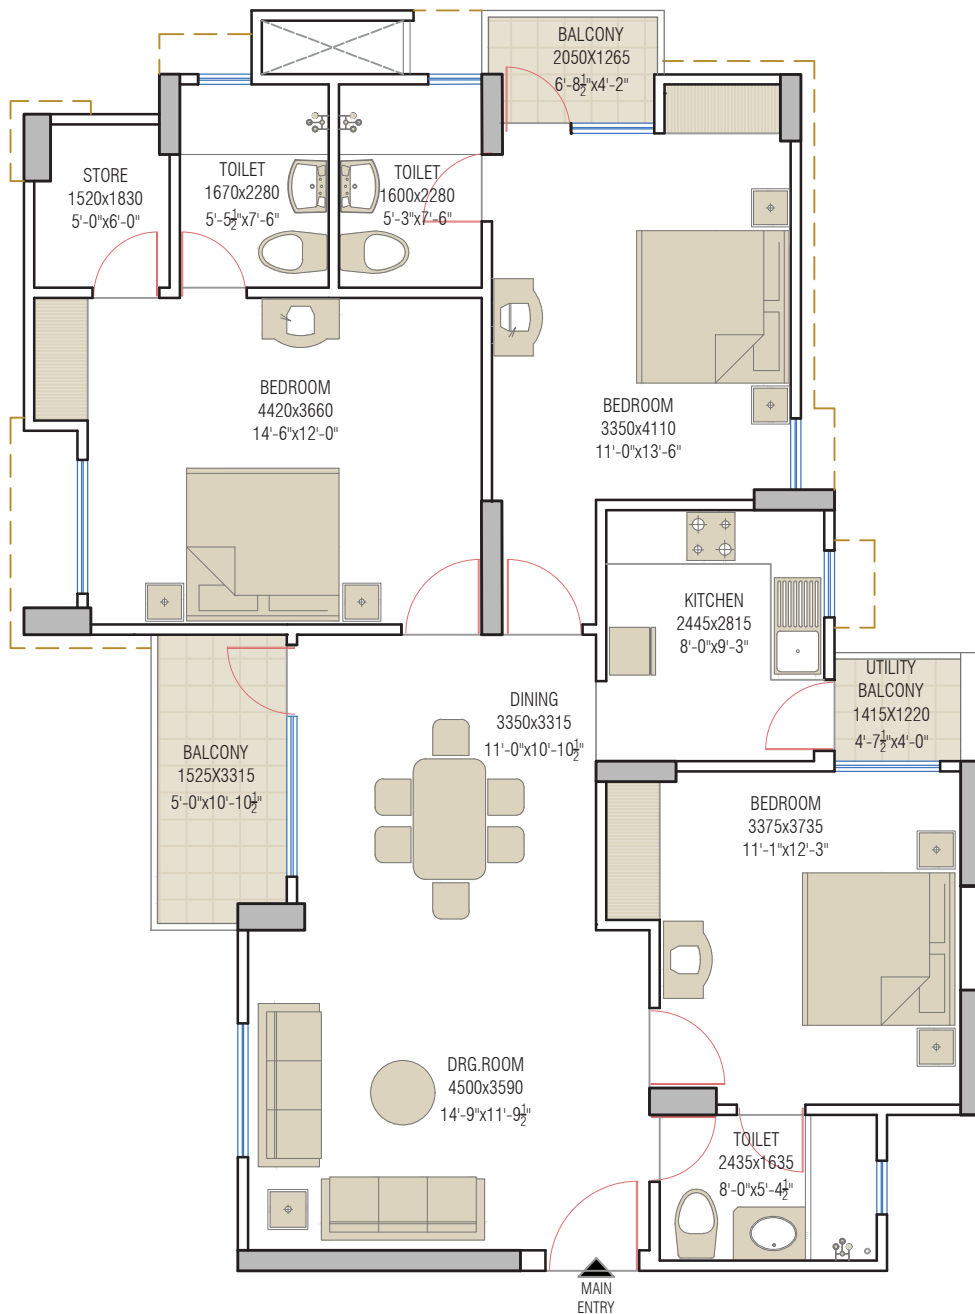 BALCONY
2050X1265
6'-8½"x4'-2"
STORE
1520x1830
5'-0"x6'-0"
TOILET
1670x2280
5'-5½"x7'-6"
TOILET
1600x2280
5'-3"x7'-6"
BEDROOM
4420x3660
14'-6"x12'-0"
BEDROOM
3350x4110
11'-0"x13'-6"
KITCHEN
2445x2815
8'-0"x9'-3"
UTILITY
BALCONY
1415X1220
4'-7½"x4'-0"
DINING
3350x3315
11'-0"x10'-10½"
BALCONY
1525X3315
5'-0"x10'-10½"
BEDROOM
3375x3735
11'-1"x12'-3"
DRG.ROOM
4500x3590
14'-9"x11'-9½"
TOILET
2435x1635
8'-0"x5'-4½"
MAIN
ENTRY